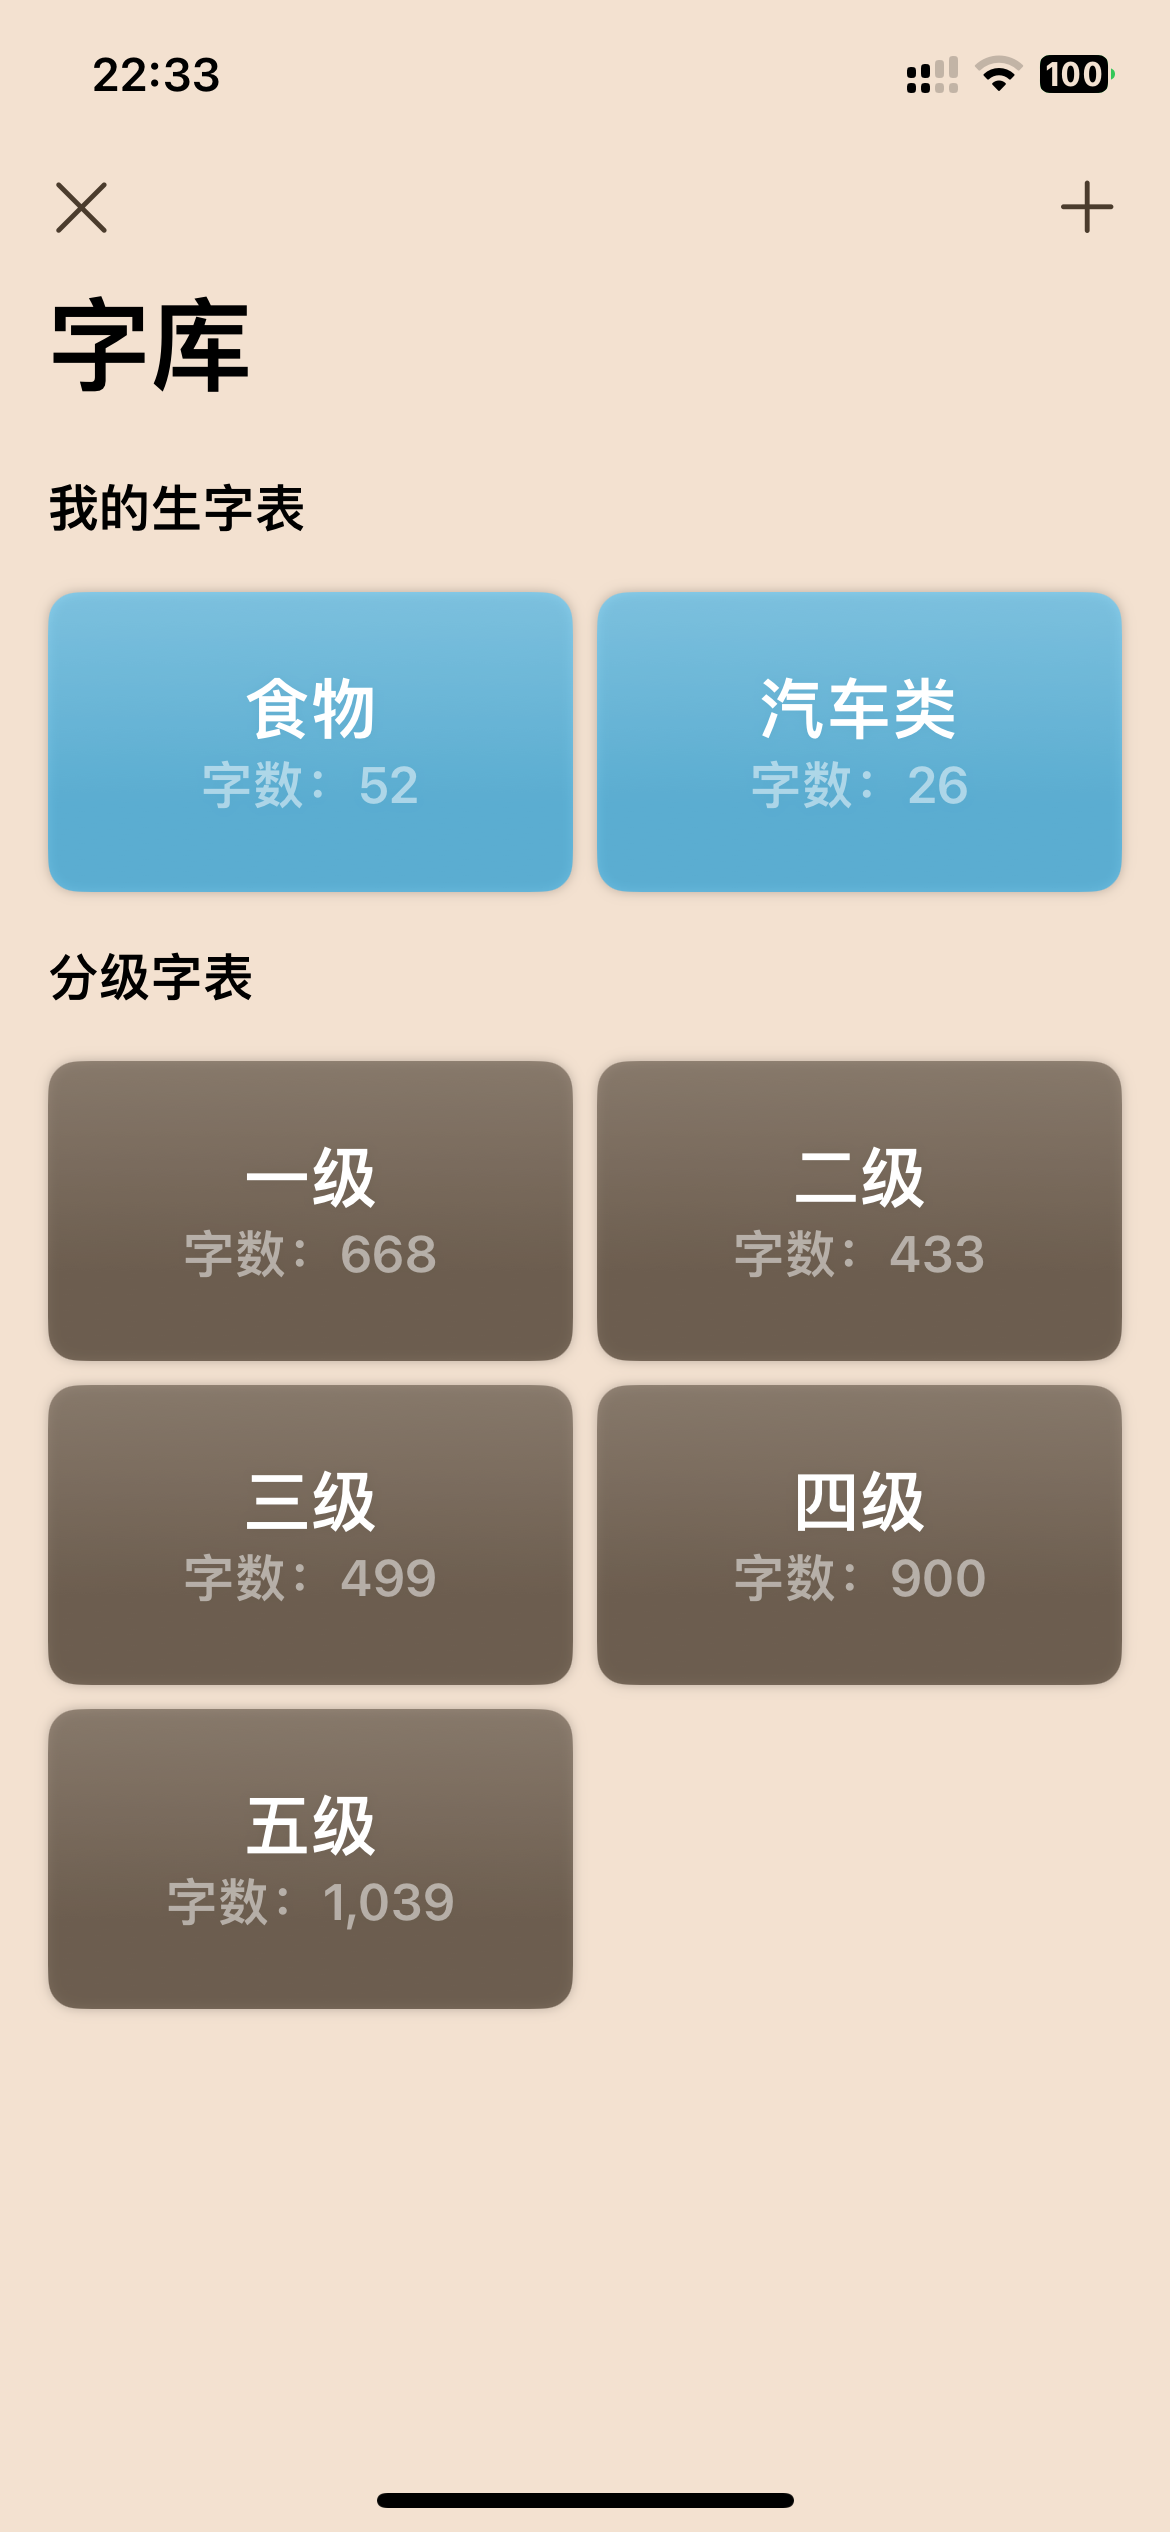 22:33
100
字库
我的生字表
食物
字数：52
汽车类
字数：26
分级字表
一级
字数：668
二级
字数：433
三级
字数：499
四级
字数：900
五级
字数：1,039